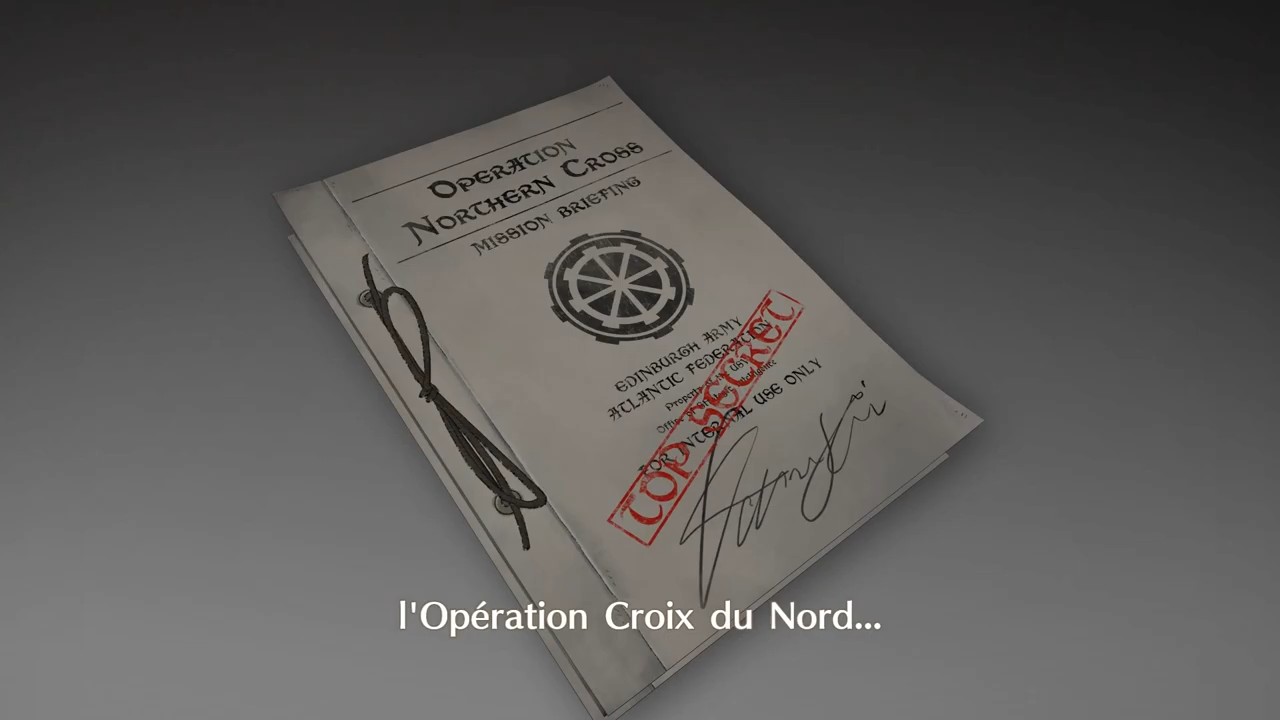 OPERATION
NORTHERN CROSS
MISSION BRIEFING
EDINBURGH ARMY
ATLANTIC FEDERATION
FOR INTERNAL USE ONLY
TOP SECRET
l'Opération Croix du Nord...